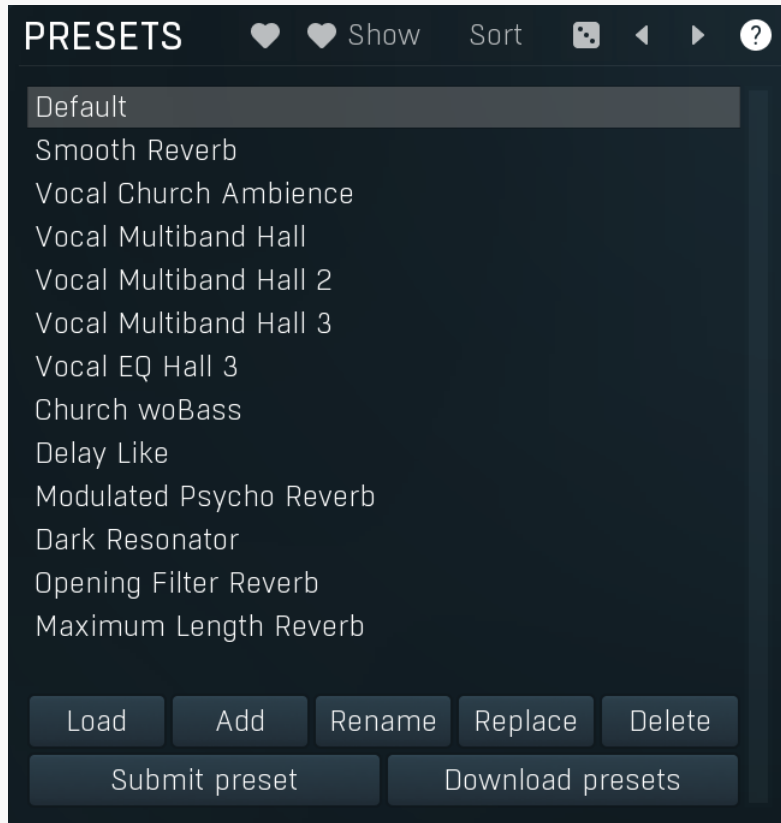 PRESETS Show Sort ?
Default
Smooth Reverb
Vocal Church Ambience
Vocal Multiband Hall
Vocal Multiband Hall 2
Vocal Multiband Hall 3
Vocal EQ Hall 3
Church woBass
Delay Like
Modulated Psycho Reverb
Dark Resonator
Opening Filter Reverb
Maximum Length Reverb
Load Add Rename Replace Delete
Submit preset Download presets